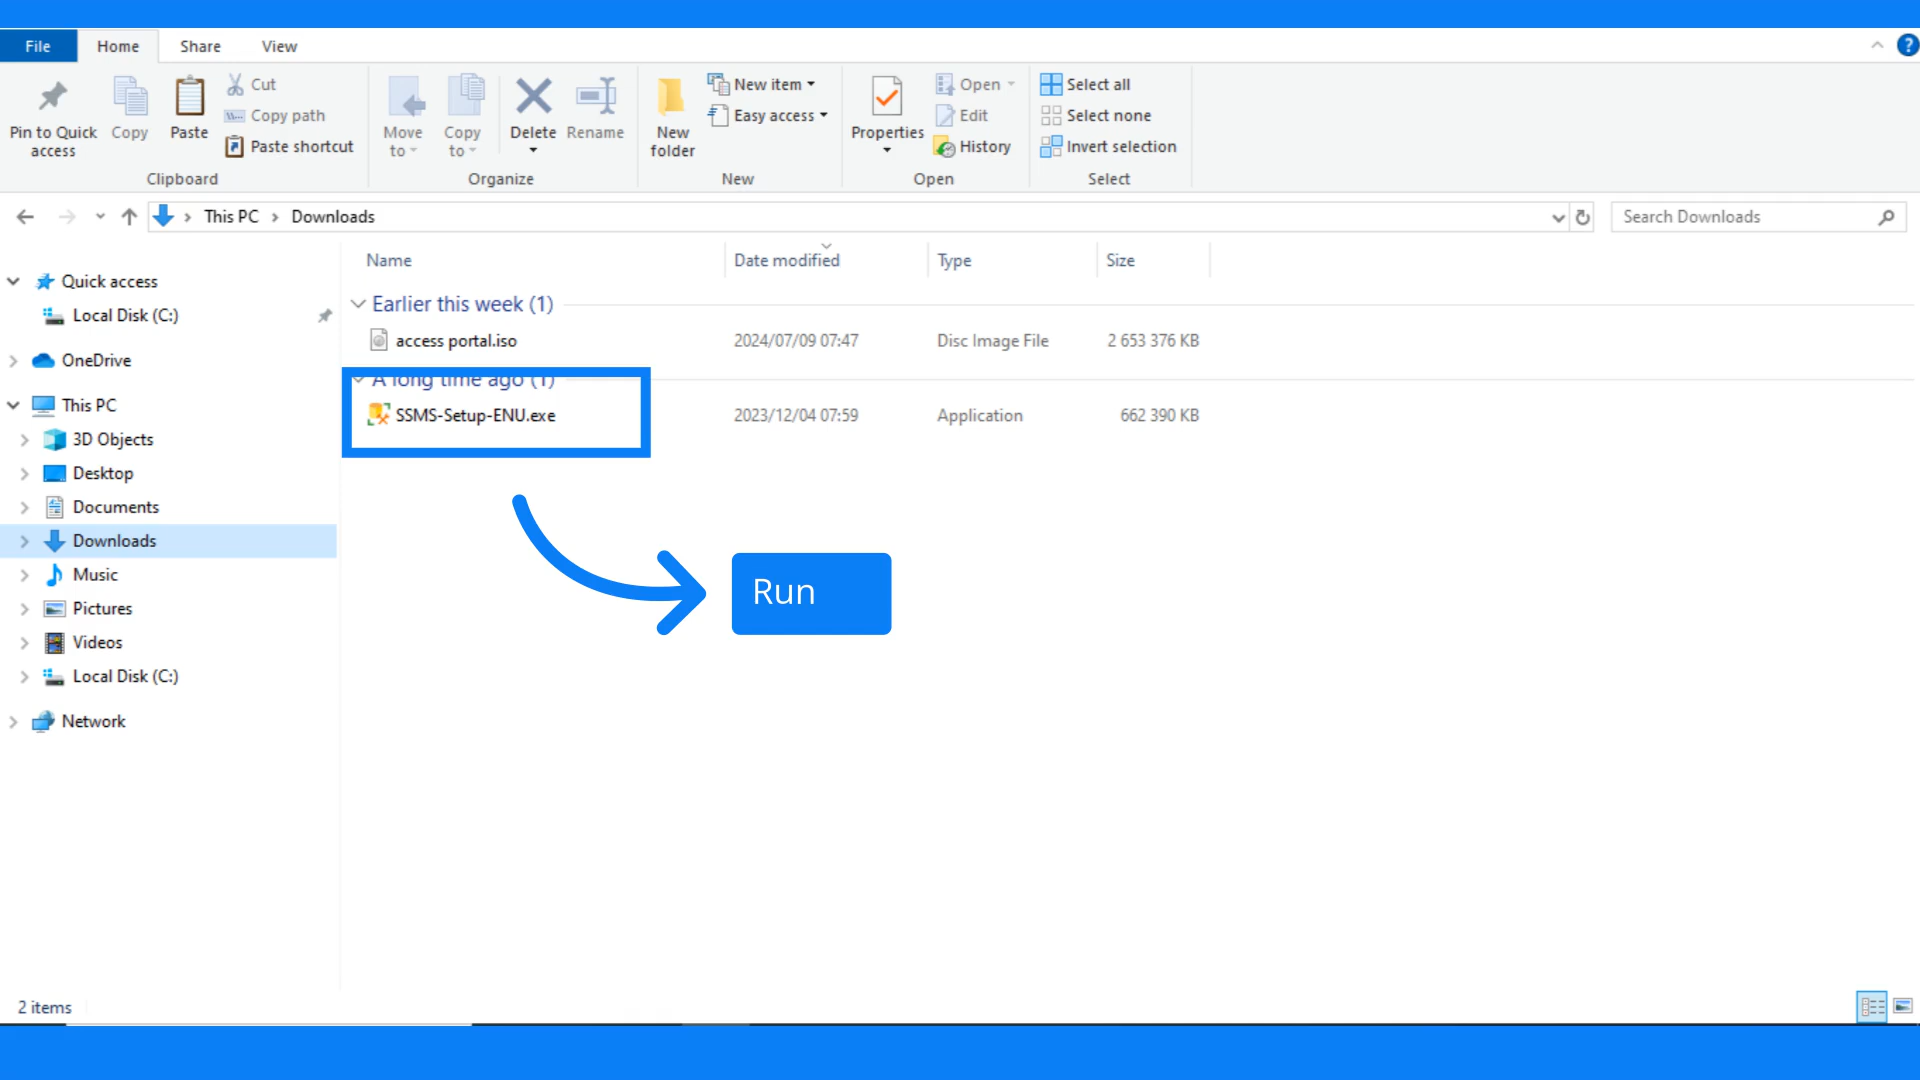 File Home Share View
Pin to Quick access
Copy
Paste
Cut
Copy path
Paste shortcut
Clipboard
Move to
Copy to
Delete
Rename
Organize
New folder
New item
Easy access
New
Properties
Open
Edit
History
Open
Select all
Select none
Invert selection
Select
This PC > Downloads
Search Downloads
Name Date modified Type Size
Quick access
Local Disk (C:)
OneDrive
This PC
3D Objects
Desktop
Documents
Downloads
Music
Pictures
Videos
Local Disk (C:)
Network
Earlier this week (1)
access portal.iso 2024/07/09 07:47 Disc Image File 2 653 376 KB
A long time ago (1)
SSMS-Setup-ENU.exe 2023/12/04 07:59 Application 662 390 KB
Run
2 items